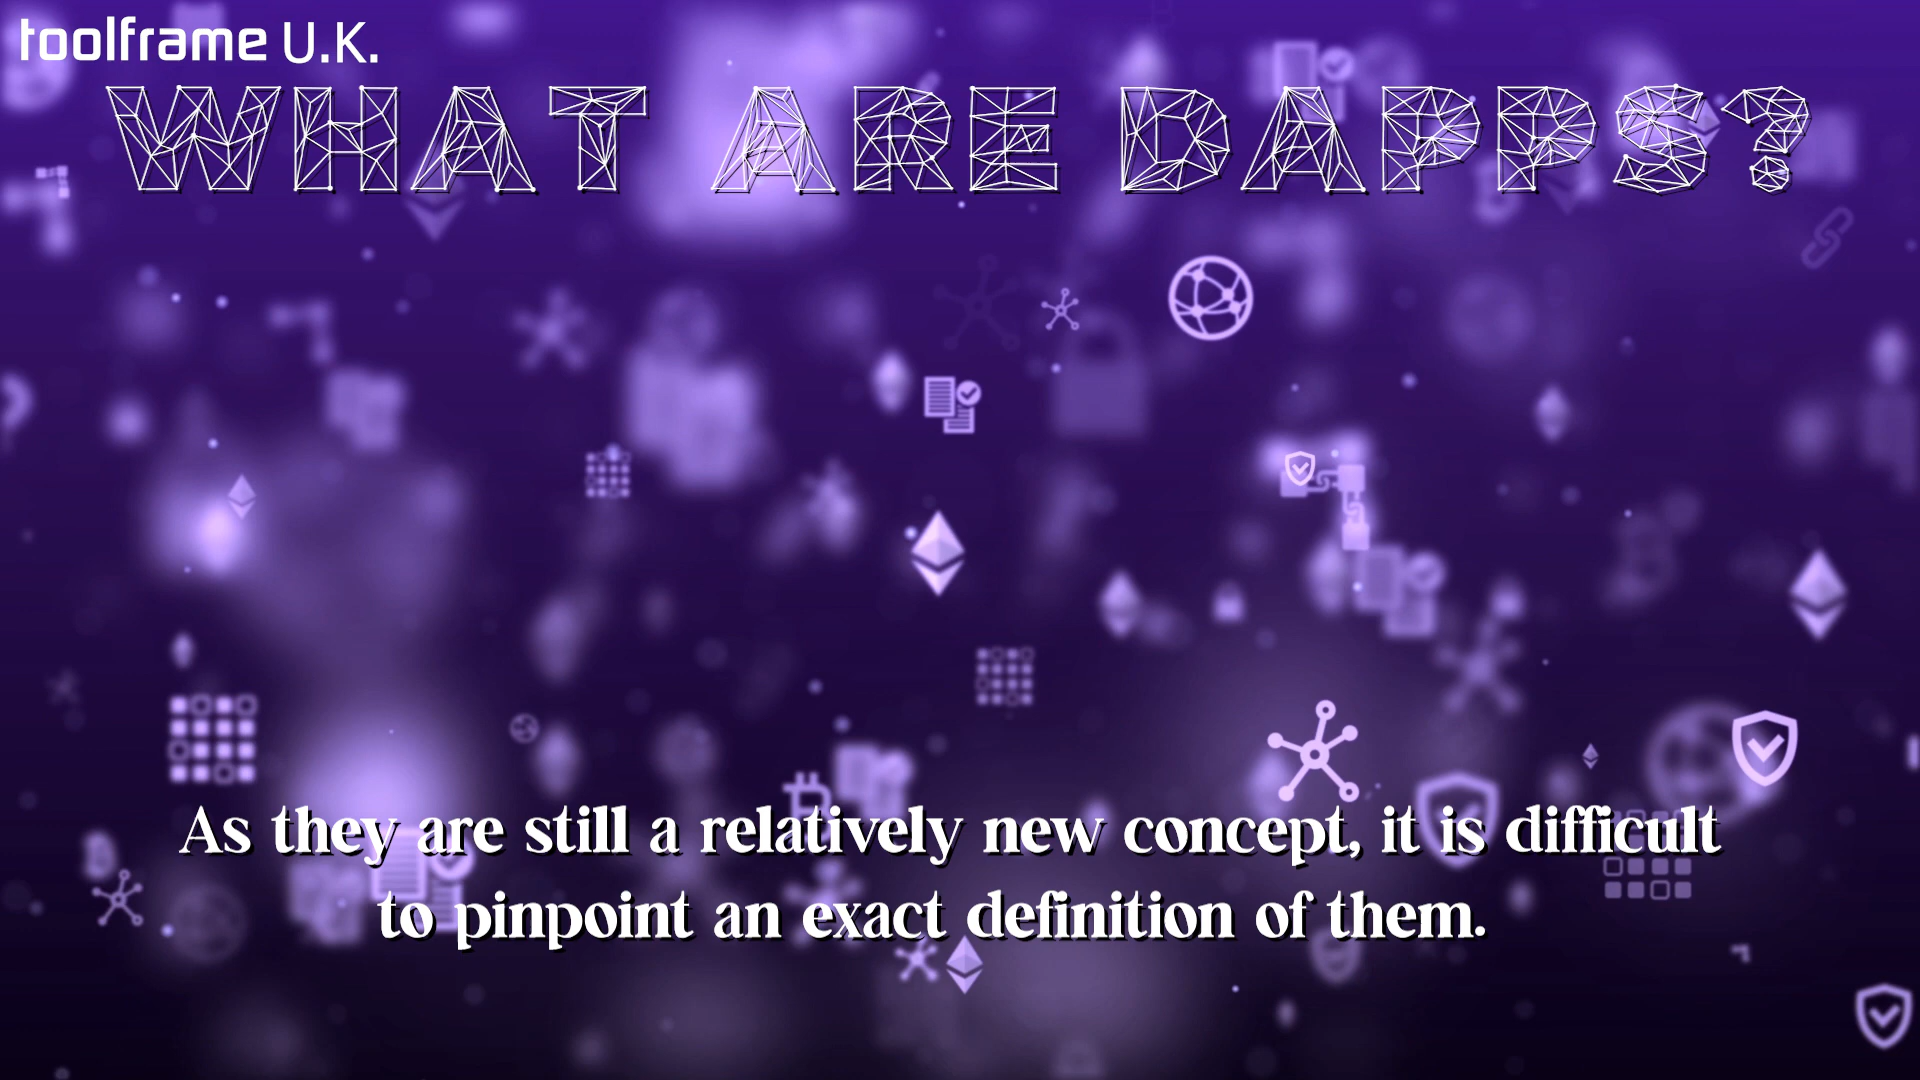 toolframe U.K.
WHAT ARE DAPPS?
As they are still a relatively new concept, it is difficult
to pinpoint an exact definition of them.